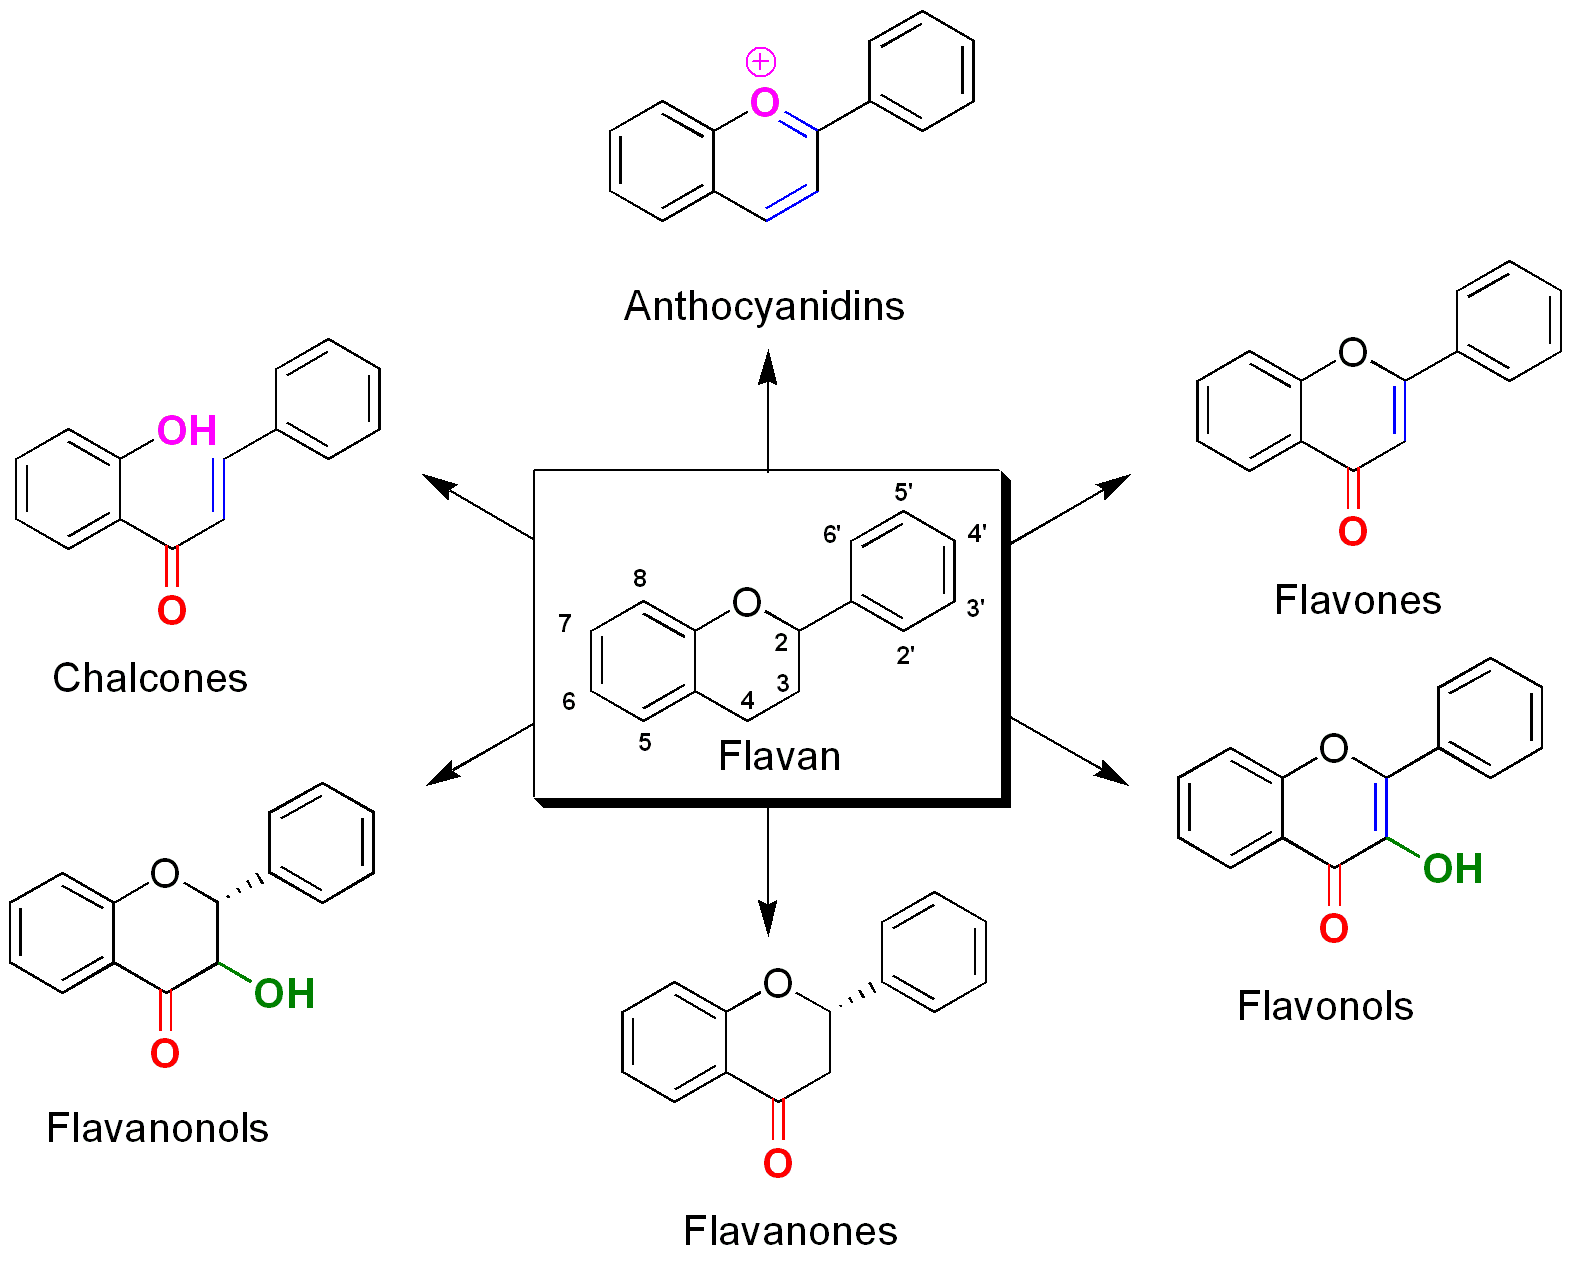 +
O
Anthocyanidins
OH
O
Chalcones
O
O
Flavones
5'
6'
4'
8
O
3'
7
2
2'
3
6
4
5
Flavan
O
OH
O
Flavonols
O
OH
O
Flavanonols
O
O
Flavanones